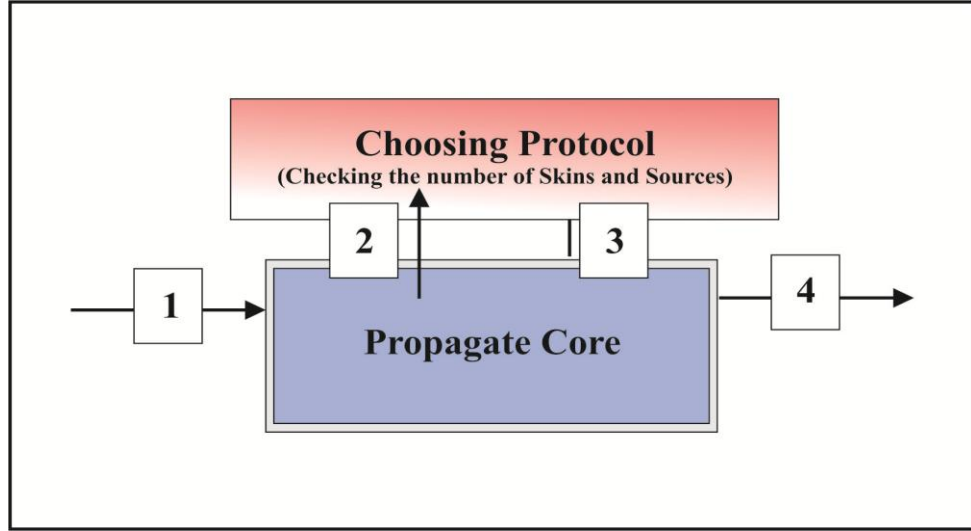 Choosing Protocol
(Checking the number of Skins and Sources)
2
3
1
4
Propagate Core